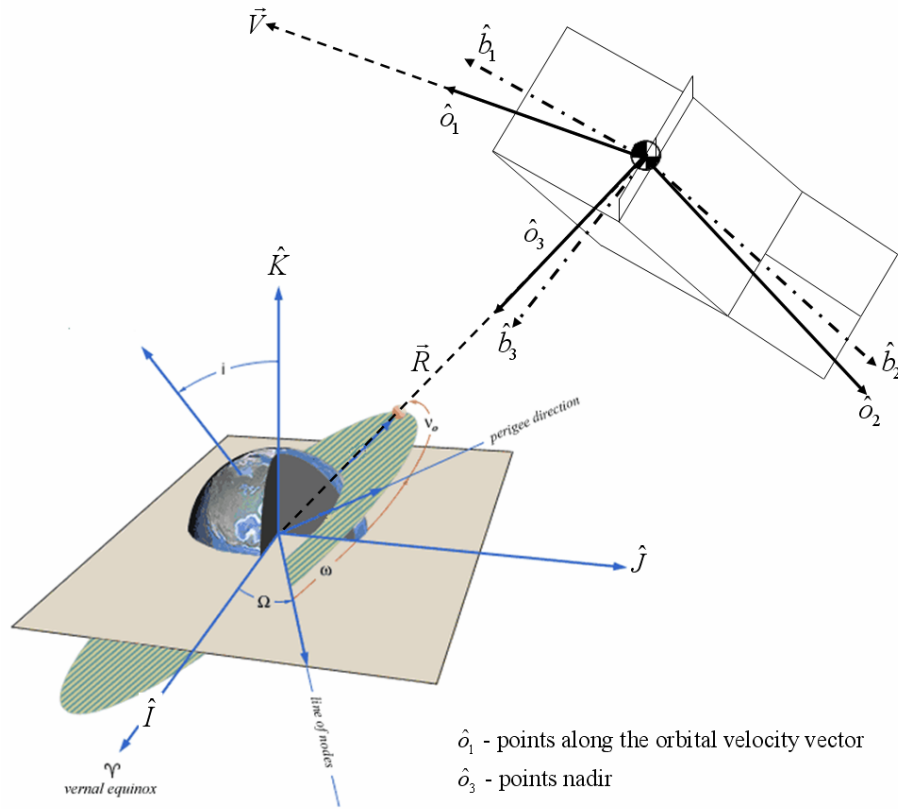 V⃗
b̂₁
ô₁
ô₃
K̂
b̂₃
b̂₂
R⃗
ô₂
i
νₒ
perigee direction
Ĵ
ω
Ω
Î
line of nodes
ô₁ - points along the orbital velocity vector
♈︎
vernal equinox
ô₃ - points nadir